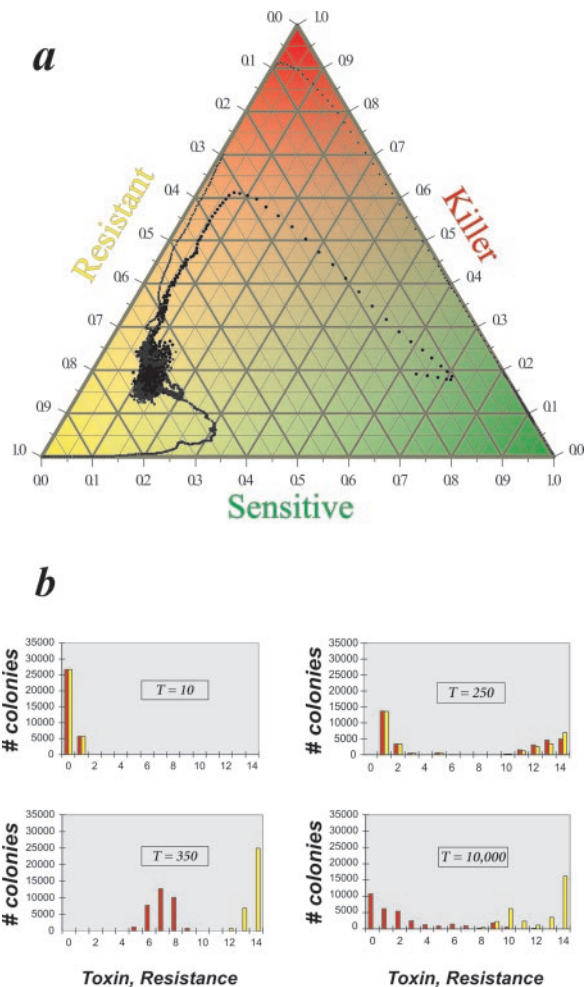 a
0.0 1.0
0.1 0.9
0.2 0.8
0.3 0.7
Resistant
Killer
0.4 0.6
0.5 0.5
0.6 0.4
0.7 0.3
0.8 0.2
0.9 0.1
1.0 0.0
0.0 0.1 0.2 0.3 0.4 0.5 0.6 0.7 0.8 0.9 1.0
Sensitive
b
# colonies
35000
30000
25000
20000
15000
10000
5000
0
T = 10
0 2 4 6 8 10 12 14
# colonies
35000
30000
25000
20000
15000
10000
5000
0
T = 250
0 2 4 6 8 10 12 14
# colonies
35000
30000
25000
20000
15000
10000
5000
0
T = 350
0 2 4 6 8 10 12 14
Toxin, Resistance
# colonies
35000
30000
25000
20000
15000
10000
5000
0
T = 10,000
0 2 4 6 8 10 12 14
Toxin, Resistance